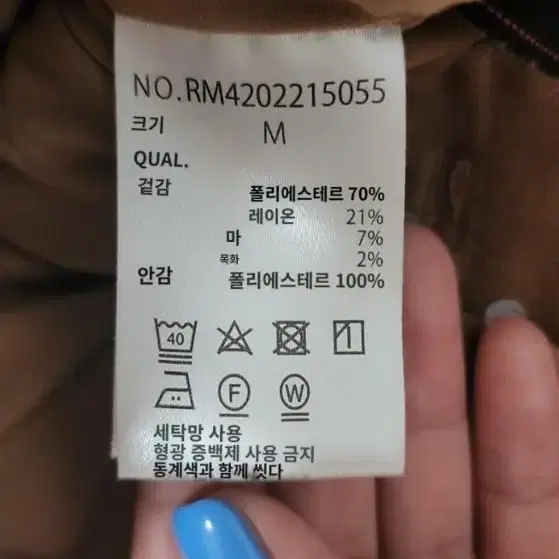 NO.RM4202215055
크기 M
QUAL.
겉감 폴리에스테르 70%
레이온 21%
마 7%
목화 2%
안감 폴리에스테르 100%
40
F W
세탁망 사용
형광 증백제 사용 금지
동계색과 함께 씻다